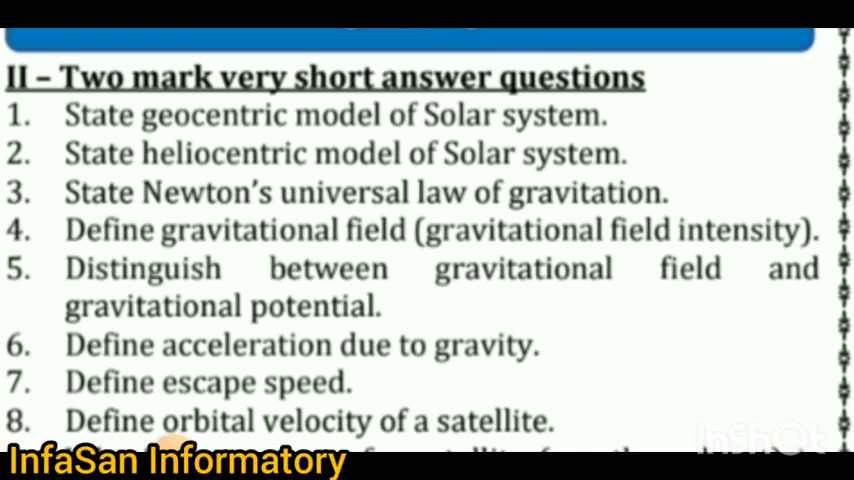 II – Two mark very short answer questions
1. State geocentric model of Solar system.
2. State heliocentric model of Solar system.
3. State Newton's universal law of gravitation.
4. Define gravitational field (gravitational field intensity).
5. Distinguish between gravitational field and
gravitational potential.
6. Define acceleration due to gravity.
7. Define escape speed.
8. Define orbital velocity of a satellite.
InShOt
InfaSan Informatory